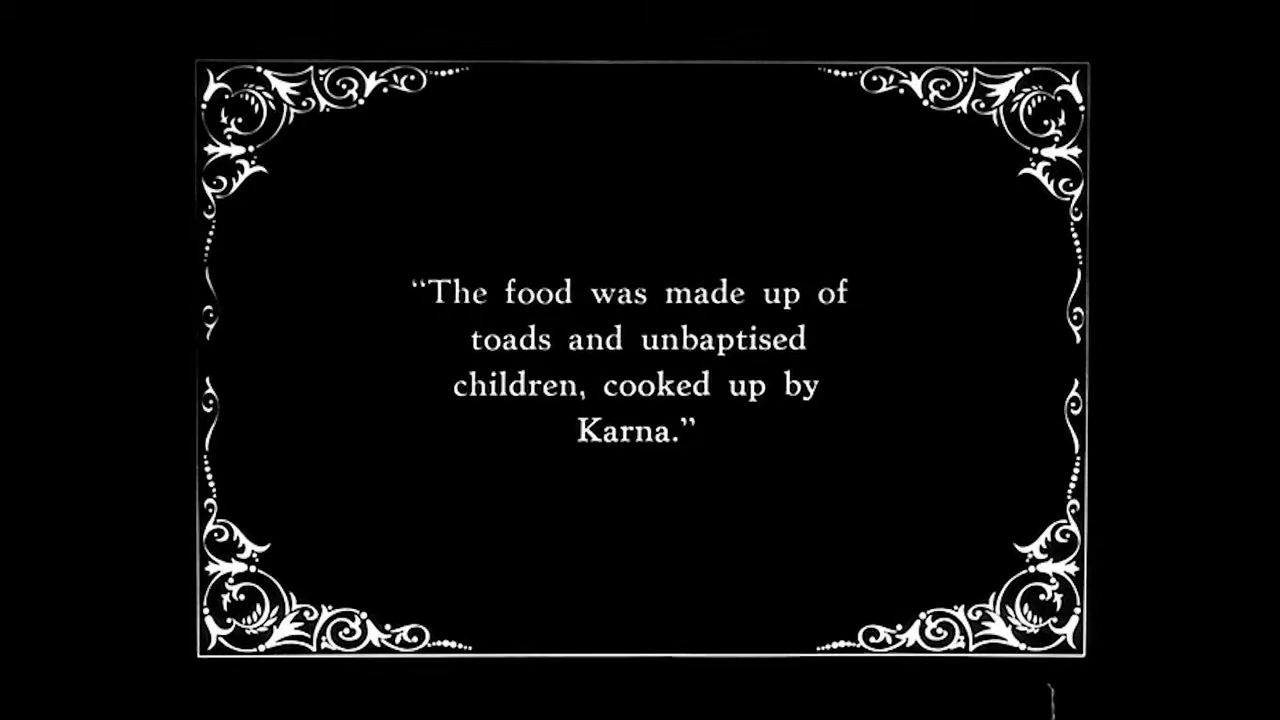 “The food was made up of
toads and unbaptised
children, cooked up by
Karna.”